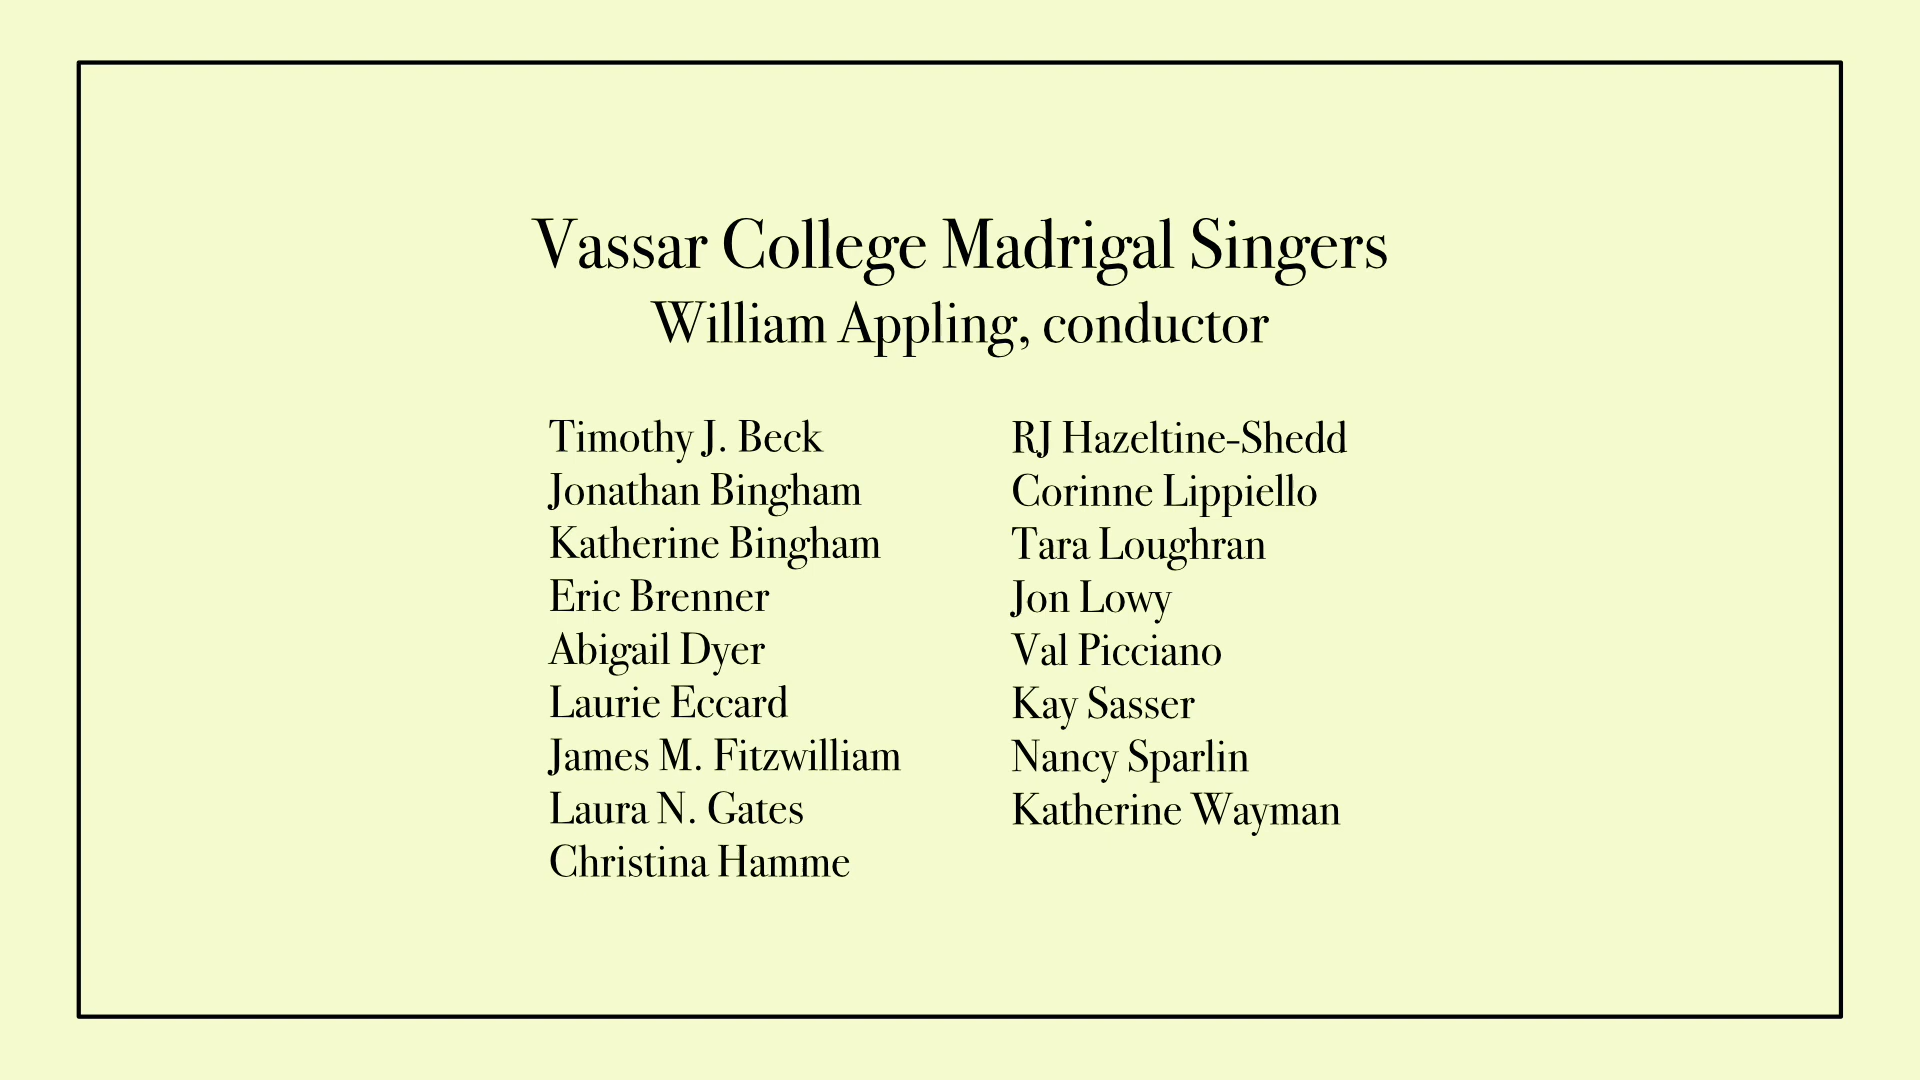 Vassar College Madrigal Singers
William Appling, conductor
Timothy J. Beck
Jonathan Bingham
Katherine Bingham
Eric Brenner
Abigail Dyer
Laurie Eccard
James M. Fitzwilliam
Laura N. Gates
Christina Hamme
RJ Hazeltine-Shedd
Corinne Lippiello
Tara Loughran
Jon Lowy
Val Picciano
Kay Sasser
Nancy Sparlin
Katherine Wayman